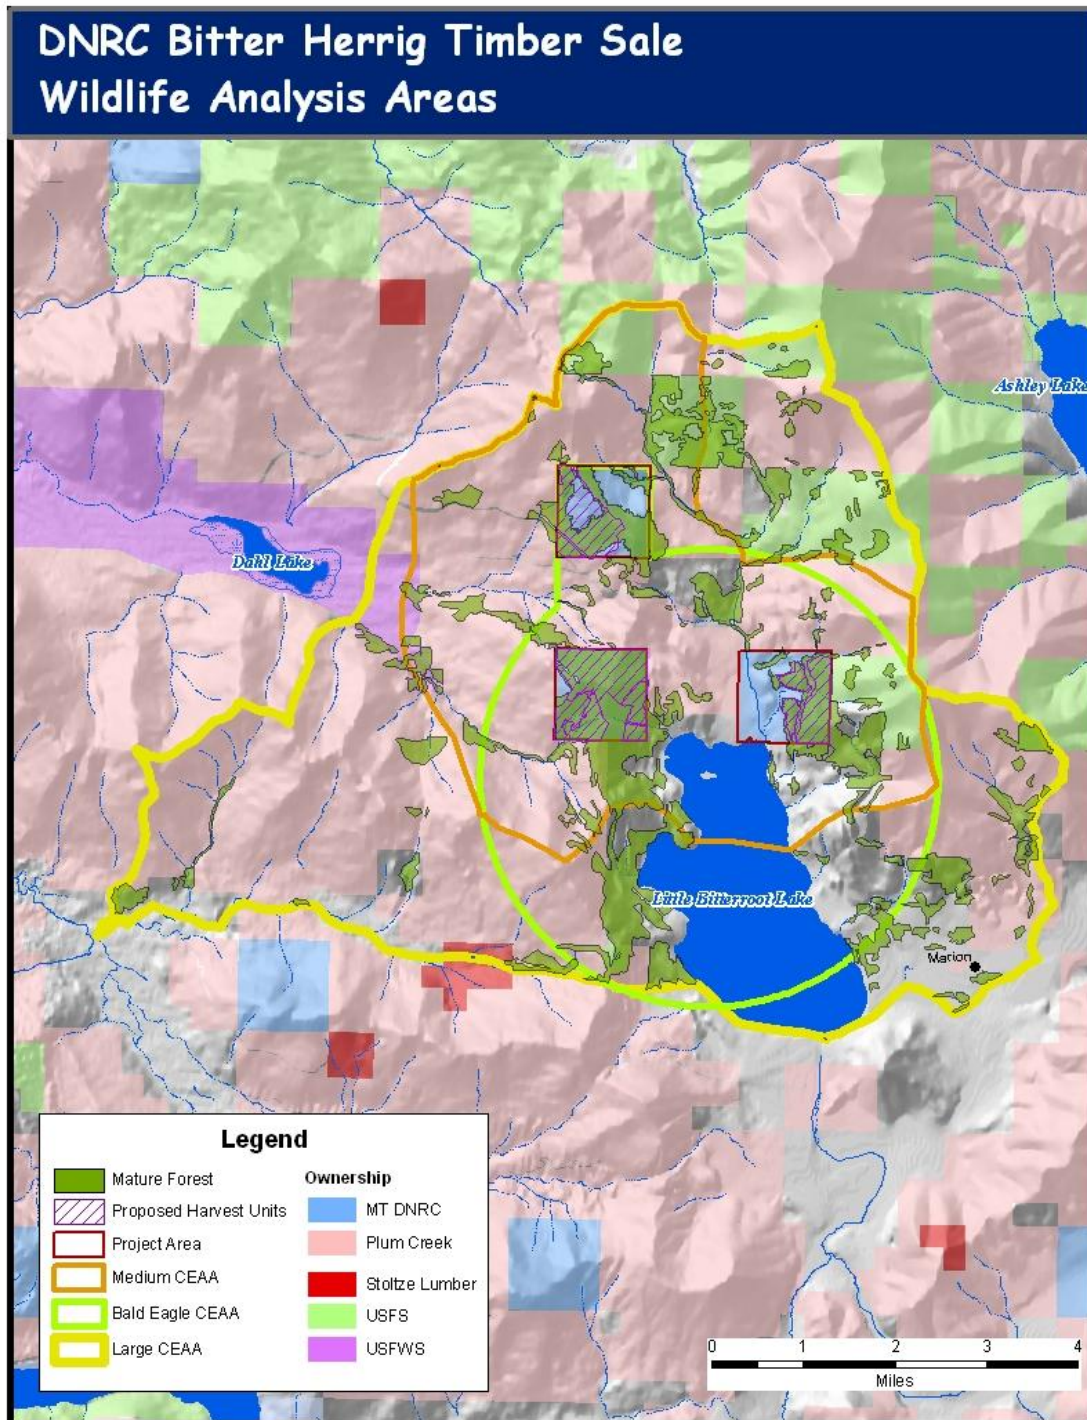 DNRC Bitter Herrig Timber Sale
Wildlife Analysis Areas
Ashley Lake
Dahl Lake
Little Bitterroot Lake
Marion
Legend
Mature Forest
Proposed Harvest Units
Project Area
Medium CEAA
Bald Eagle CEAA
Large CEAA
Ownership
MT DNRC
Plum Creek
Stoltze Lumber
USFS
USFWS
0 1 2 3 4
Miles